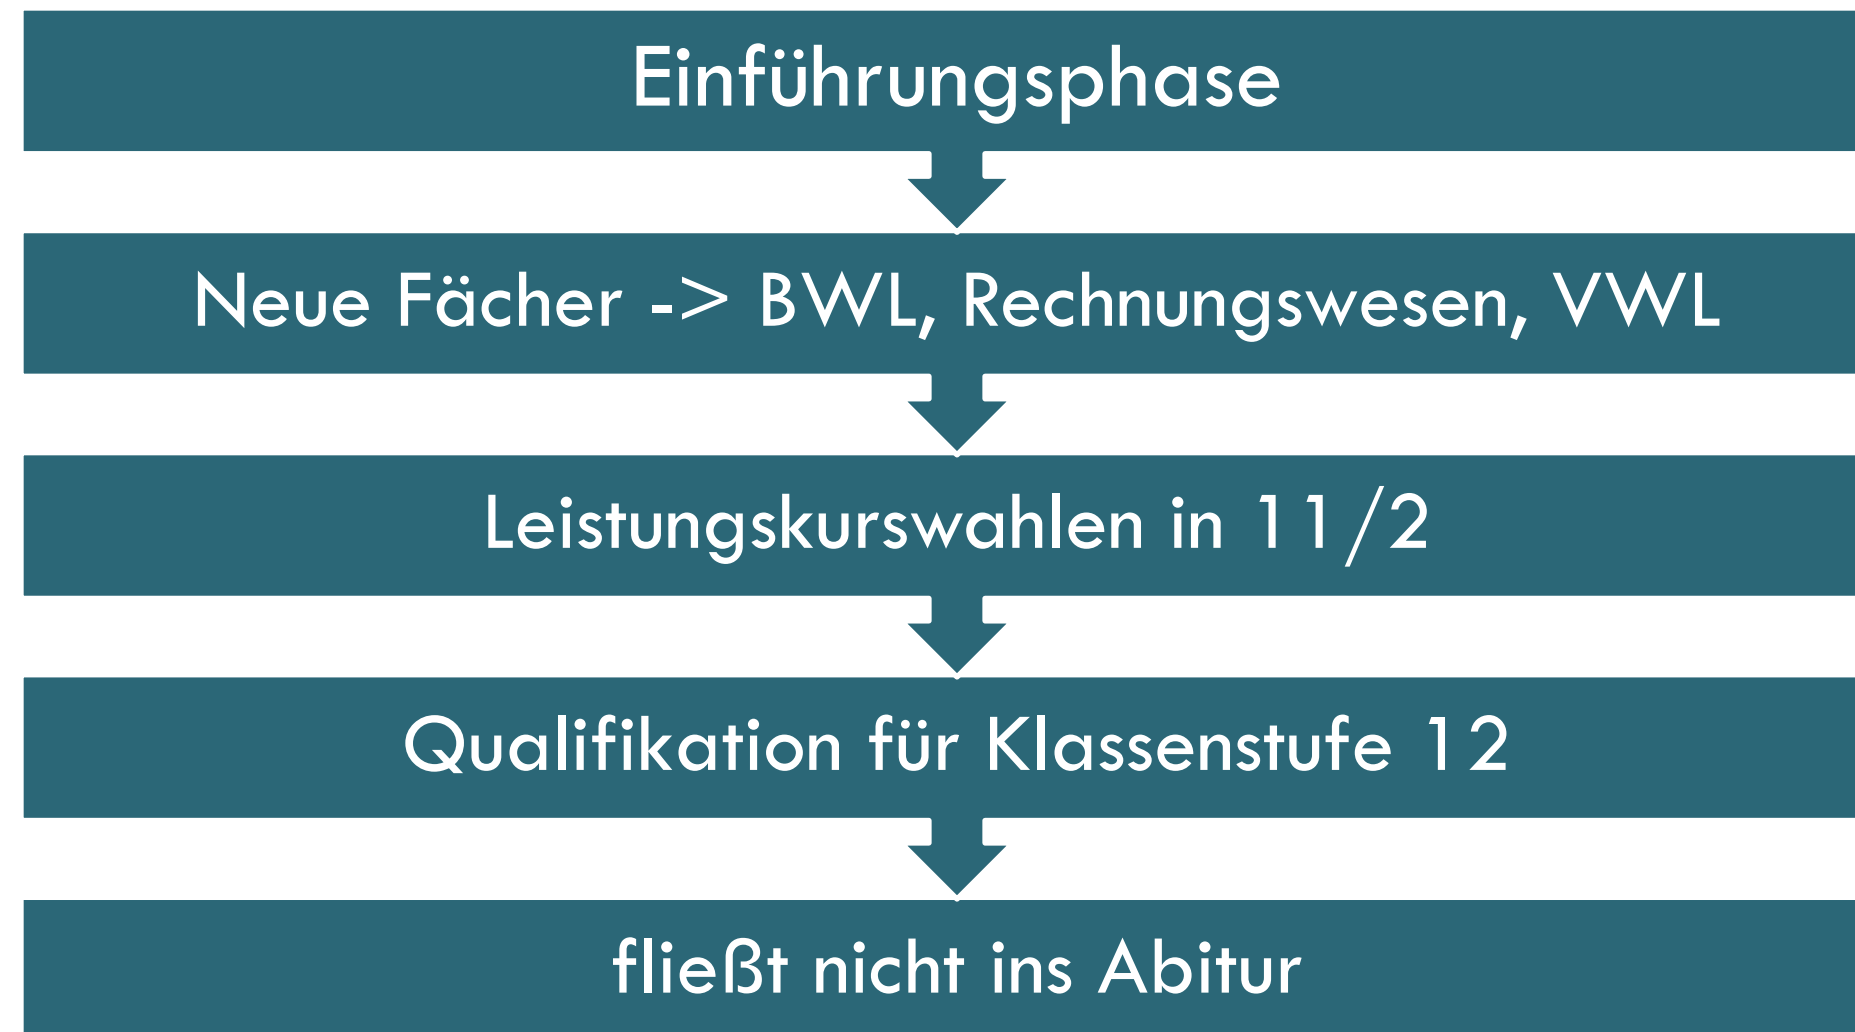 Einführungsphase
Neue Fächer -> BWL, Rechnungswesen, VWL
Leistungskurswahlen in 11/2
Qualifikation für Klassenstufe 12
fließt nicht ins Abitur